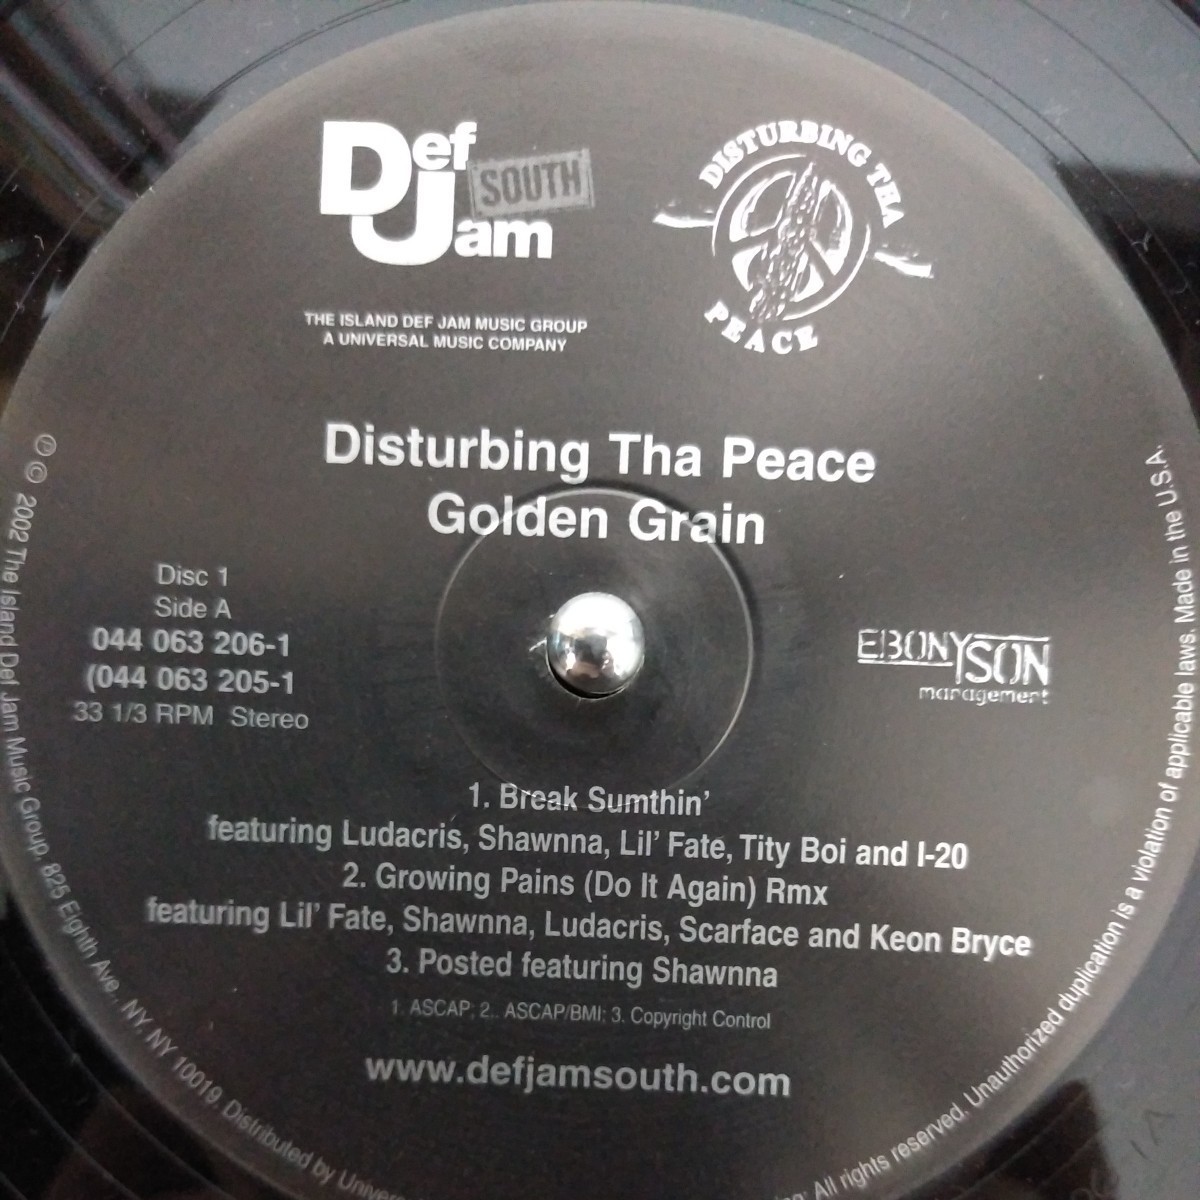 Def Jam SOUTH
DISTURBING THA PEACE
THE ISLAND DEF JAM MUSIC GROUP
A UNIVERSAL MUSIC COMPANY
Disturbing Tha Peace
Golden Grain
Disc 1
Side A
044 063 206-1
(044 063 205-1
33 1/3 RPM Stereo
EBONYSON
management
1. Break Sumthin'
featuring Ludacris, Shawnna, Lil' Fate, Tity Boi and I-20
2. Growing Pains (Do It Again) Rmx
featuring Lil' Fate, Shawnna, Ludacris, Scarface and Keon Bryce
3. Posted featuring Shawnna
1. ASCAP; 2.. ASCAP/BMI; 3. Copyright Control
www.defjamsouth.com
℗ © 2002 The Island Def Jam Music Group, 825 Eighth Ave., NY, NY 10019. Distributed by All rights reserved. Unauthorized duplication is a violation of applicable laws. Made in the U.S.A.